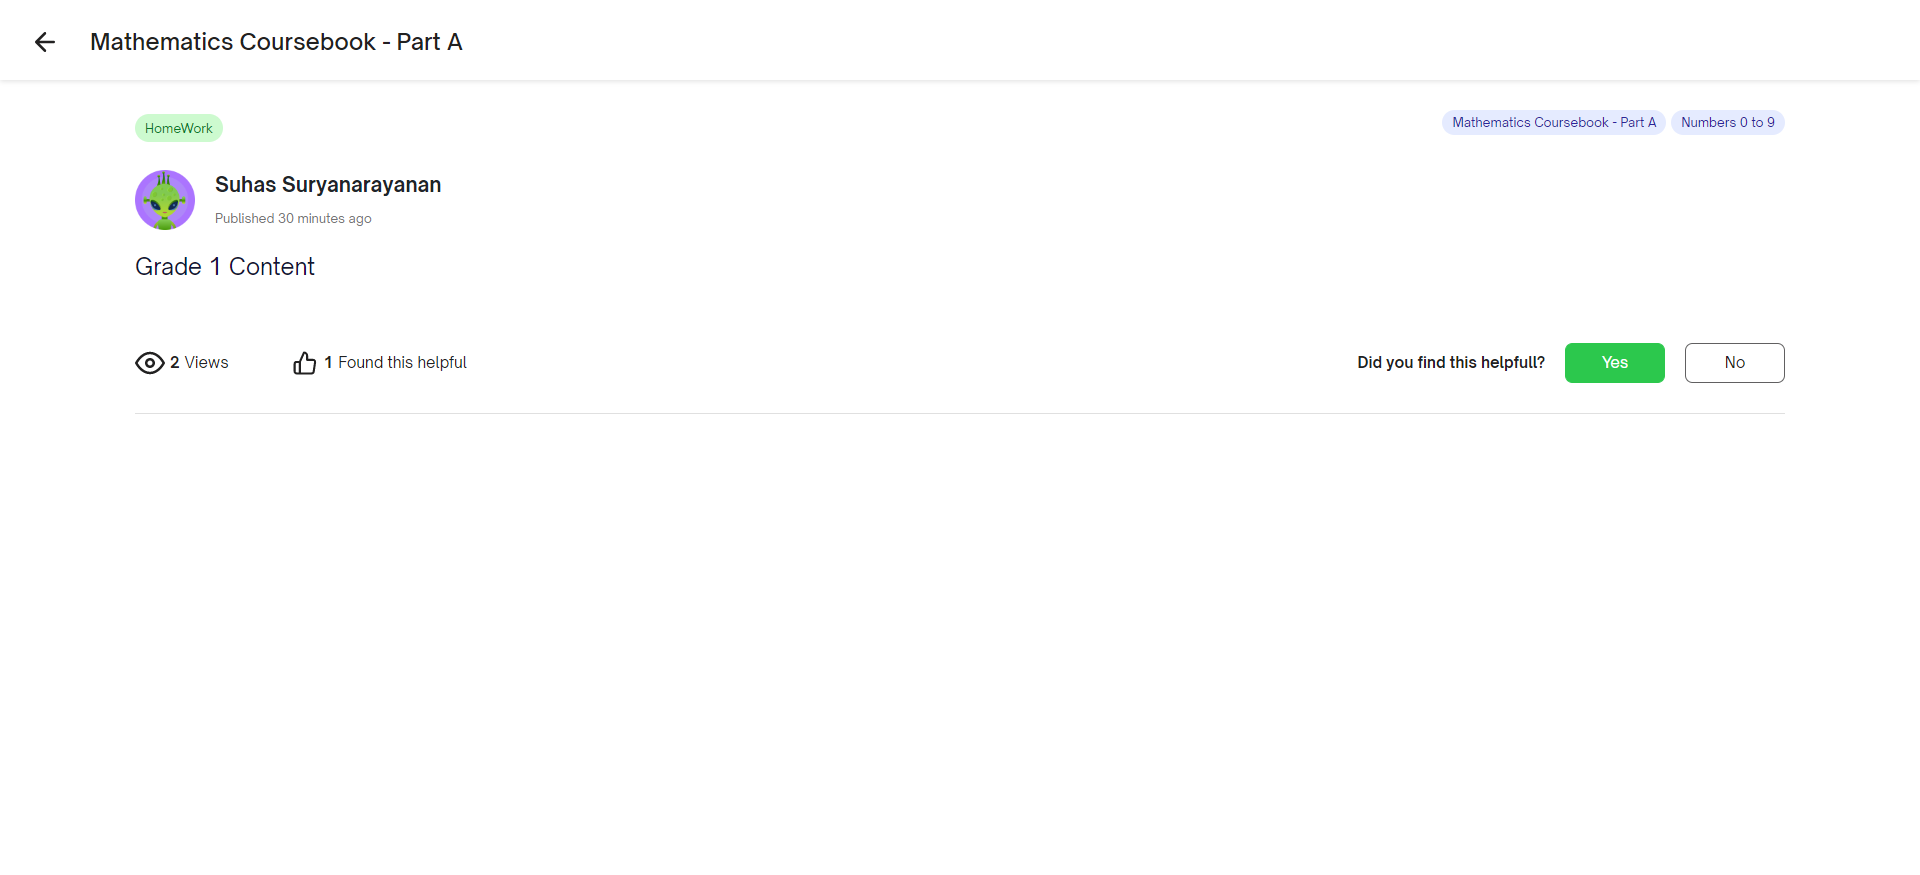 Mathematics Coursebook - Part A
HomeWork
Mathematics Coursebook - Part A
Numbers 0 to 9
Suhas Suryanarayanan
Published 30 minutes ago
Grade 1 Content
2 Views
1 Found this helpful
Did you find this helpfull?
Yes
No